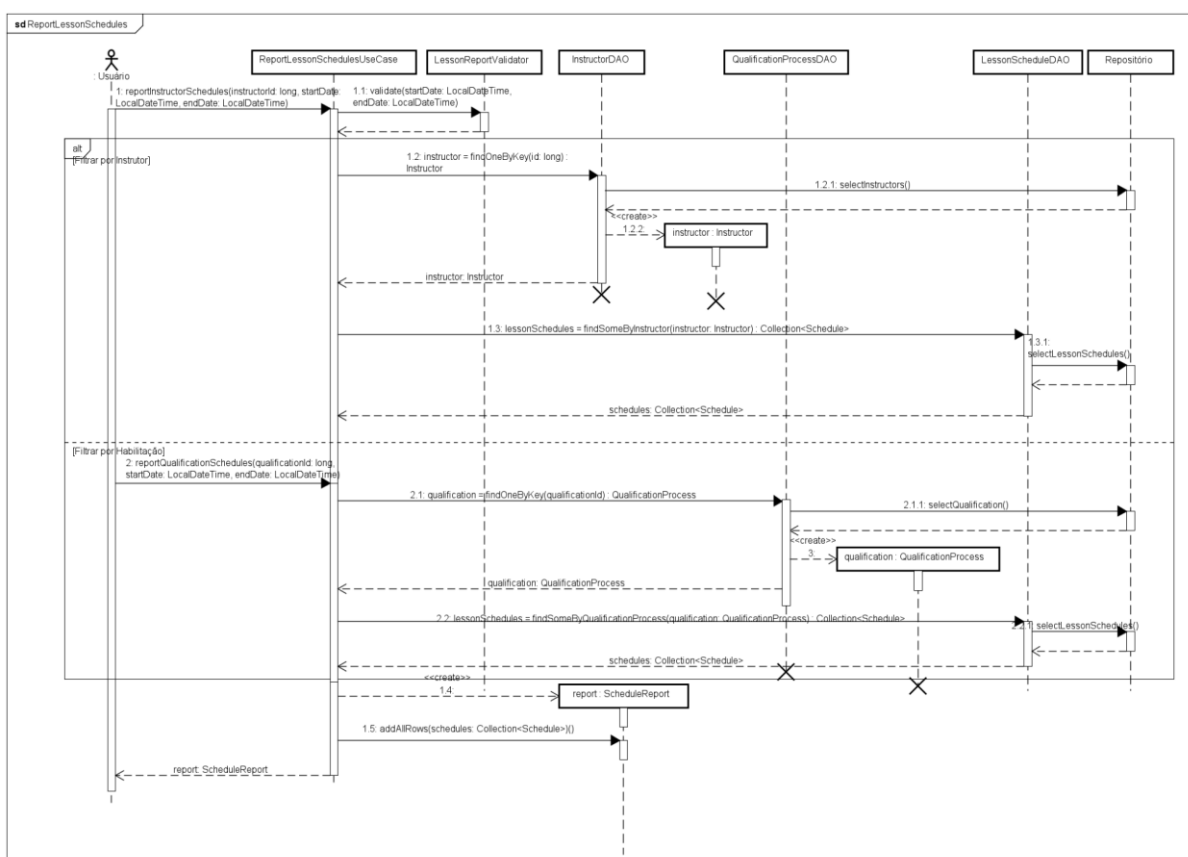 sd ReportLessonSchedules
: Usuário
ReportLessonSchedulesUseCase
LessonReportValidator
InstructorDAO
QualificationProcessDAO
LessonScheduleDAO
Repositório
1: reportInstructorSchedules(instructorId: long, startDate:
LocalDateTime, endDate: LocalDateTime)
1.1: validate(startDate: LocalDateTime,
endDate: LocalDateTime)
alt
[Filtrar por Instrutor]
1.2: instructor = findOneByKey(id: long) :
Instructor
1.2.1: selectInstructors()
<<create>>
1.2.2:
instructor : Instructor
instructor: Instructor
1.3: lessonSchedules = findSomeByInstructor(instructor: Instructor) : Collection<Schedule>
1.3.1:
selectLessonSchedules()
schedules: Collection<Schedule>
[Filtrar por Habilitação]
2: reportQualificationSchedules(qualificationId: long,
startDate: LocalDateTime, endDate: LocalDateTime)
2.1: qualification = findOneByKey(qualificationId) : QualificationProcess
2.1.1: selectQualification()
<<create>>
3:
qualification : QualificationProcess
qualification: QualificationProcess
2.2: lessonSchedules = findSomeByQualificationProcess(qualification: QualificationProcess) : Collection<Schedule>
2.2.1: selectLessonSchedules()
schedules: Collection<Schedule>
<<create>>
1.4:
report : ScheduleReport
1.5: addAllRows(schedules: Collection<Schedule>)()
report: ScheduleReport